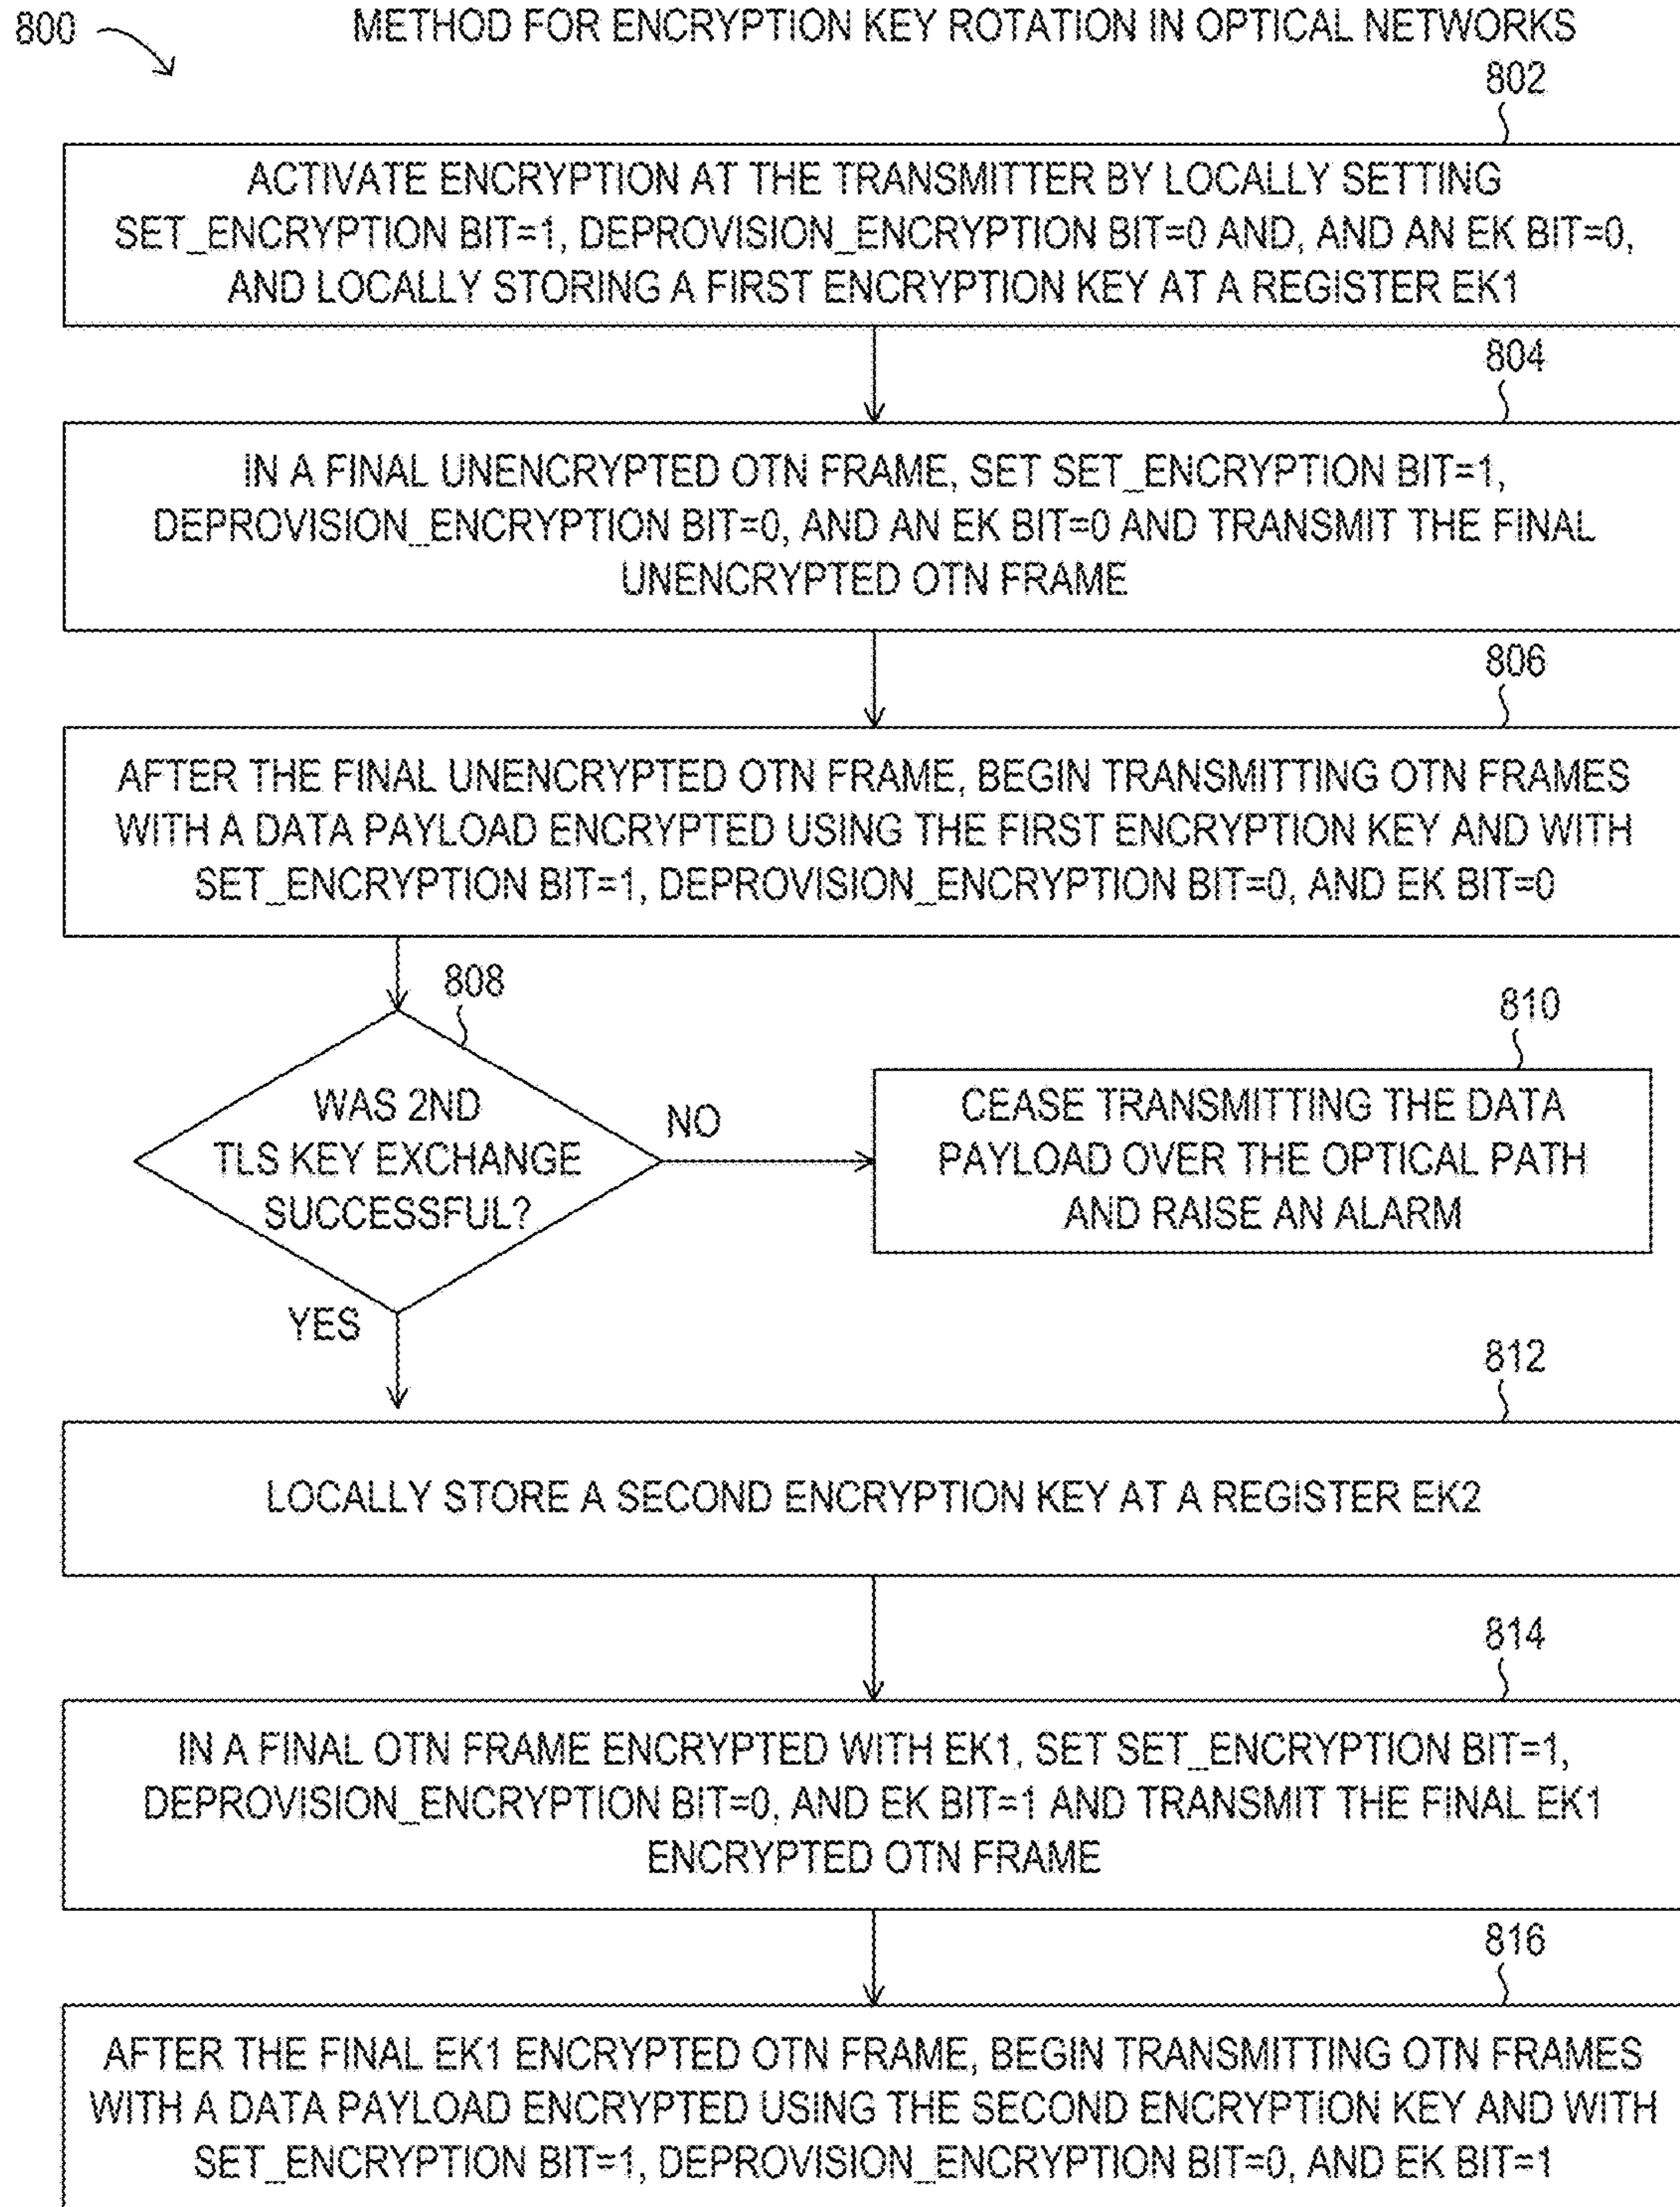 800
METHOD FOR ENCRYPTION KEY ROTATION IN OPTICAL NETWORKS
802
ACTIVATE ENCRYPTION AT THE TRANSMITTER BY LOCALLY SETTING
SET_ENCRYPTION BIT=1, DEPROVISION_ENCRYPTION BIT=0 AND, AND AN EK BIT=0,
AND LOCALLY STORING A FIRST ENCRYPTION KEY AT A REGISTER EK1
804
IN A FINAL UNENCRYPTED OTN FRAME, SET SET_ENCRYPTION BIT=1,
DEPROVISION_ENCRYPTION BIT=0, AND AN EK BIT=0 AND TRANSMIT THE FINAL
UNENCRYPTED OTN FRAME
806
AFTER THE FINAL UNENCRYPTED OTN FRAME, BEGIN TRANSMITTING OTN FRAMES
WITH A DATA PAYLOAD ENCRYPTED USING THE FIRST ENCRYPTION KEY AND WITH
SET_ENCRYPTION BIT=1, DEPROVISION_ENCRYPTION BIT=0, AND EK BIT=0
808
WAS 2ND
TLS KEY EXCHANGE
SUCCESSFUL?
NO
810
CEASE TRANSMITTING THE DATA
PAYLOAD OVER THE OPTICAL PATH
AND RAISE AN ALARM
YES
812
LOCALLY STORE A SECOND ENCRYPTION KEY AT A REGISTER EK2
814
IN A FINAL OTN FRAME ENCRYPTED WITH EK1, SET SET_ENCRYPTION BIT=1,
DEPROVISION_ENCRYPTION BIT=0, AND EK BIT=1 AND TRANSMIT THE FINAL EK1
ENCRYPTED OTN FRAME
816
AFTER THE FINAL EK1 ENCRYPTED OTN FRAME, BEGIN TRANSMITTING OTN FRAMES
WITH A DATA PAYLOAD ENCRYPTED USING THE SECOND ENCRYPTION KEY AND WITH
SET_ENCRYPTION BIT=1, DEPROVISION_ENCRYPTION BIT=0, AND EK BIT=1